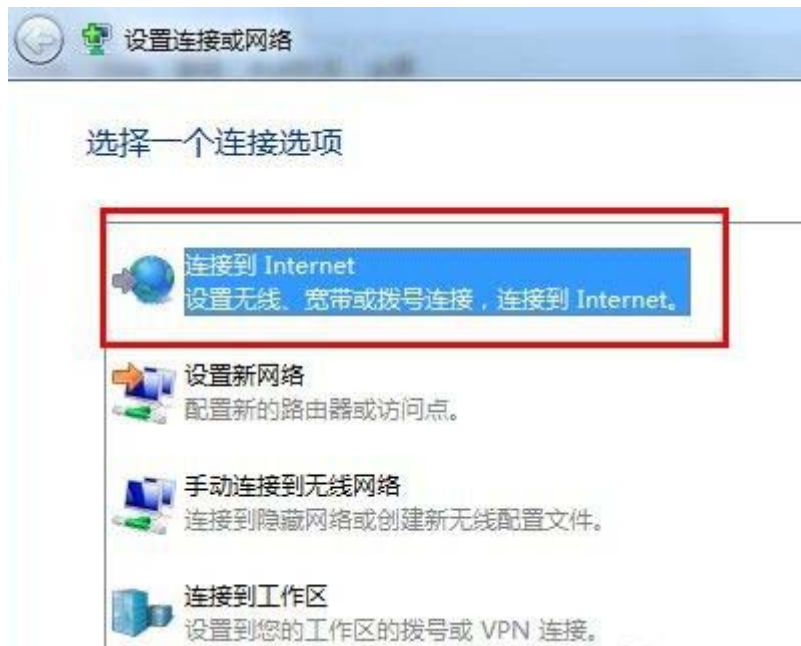 设置连接或网络
选择一个连接选项
连接到 Internet
设置无线、宽带或拨号连接，连接到 Internet。
设置新网络
配置新的路由器或访问点。
手动连接到无线网络
连接到隐藏网络或创建新无线配置文件。
连接到工作区
设置到您的工作区的拨号或 VPN 连接。